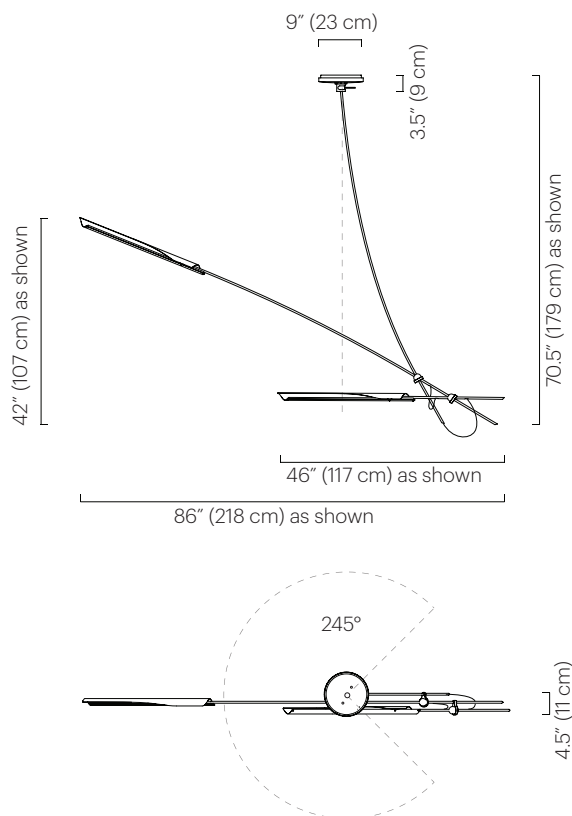 9” (23 cm)
3.5” (9 cm)
42” (107 cm) as shown
70.5” (179 cm) as shown
46” (117 cm) as shown
86” (218 cm) as shown
245°
4.5” (11 cm)